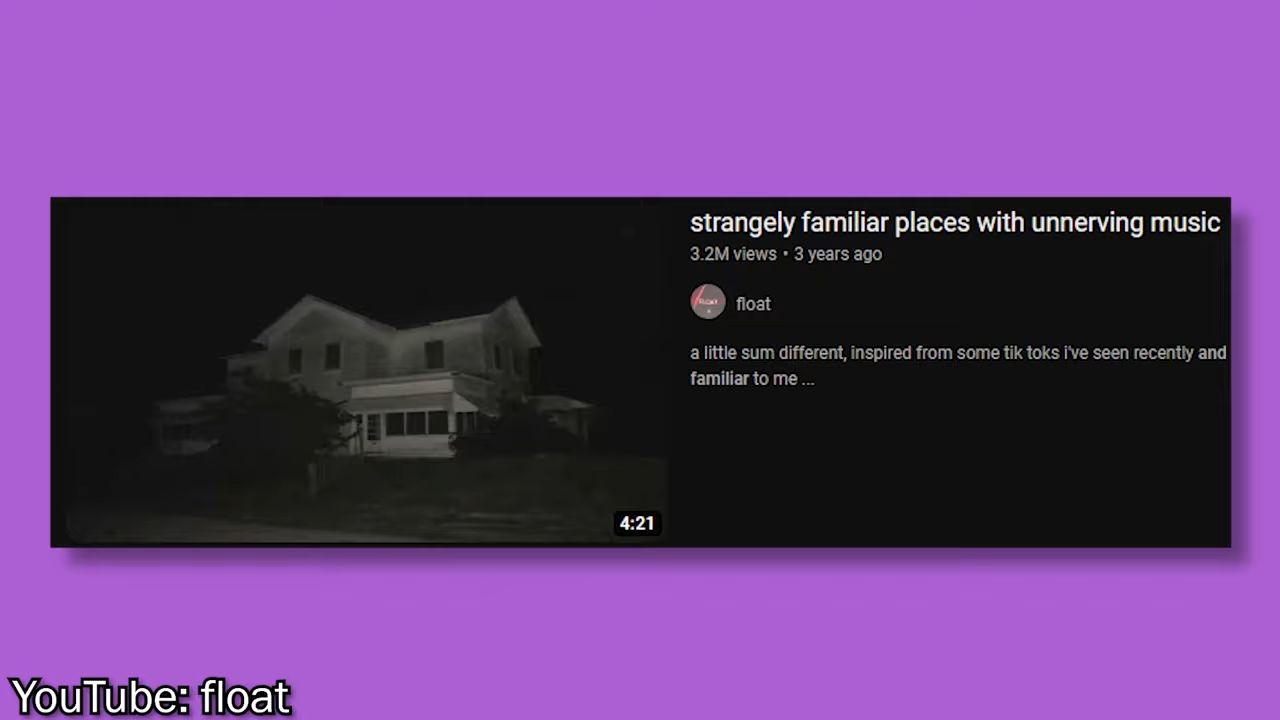 strangely familiar places with unnerving music
3.2M views • 3 years ago
float
a little sum different, inspired from some tik toks i've seen recently and
familiar to me ...
4:21
YouTube: float